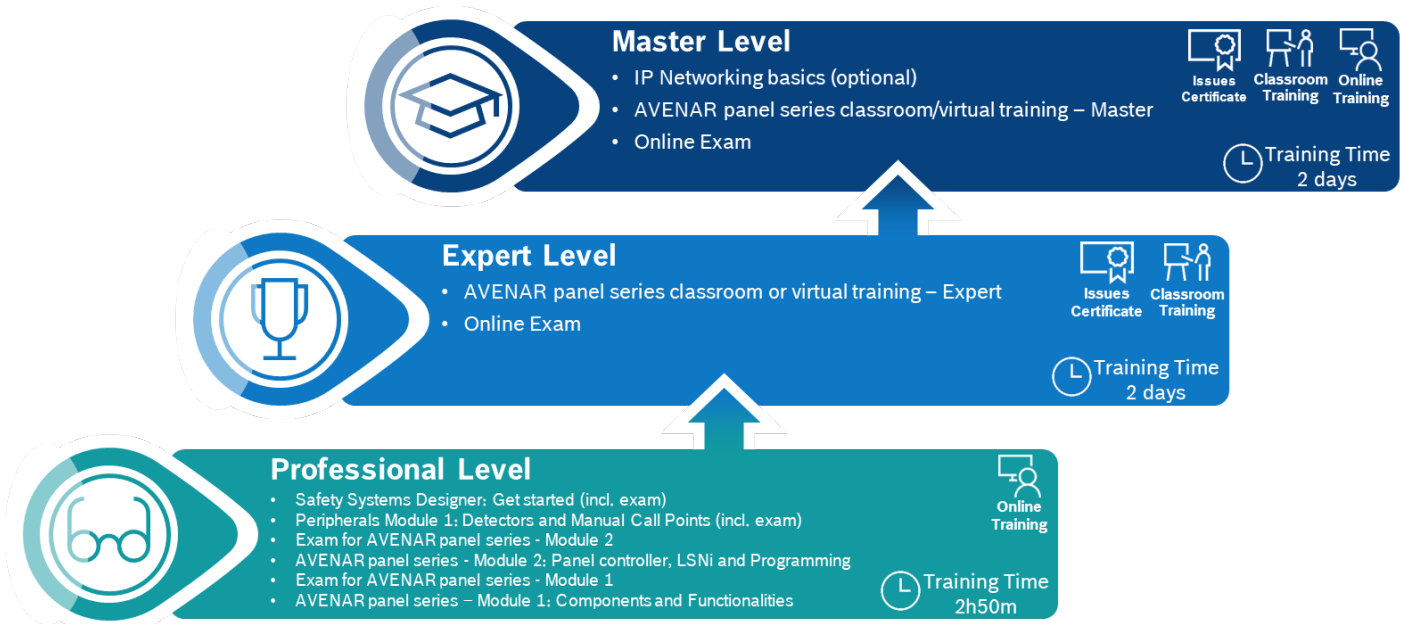 Master Level
• IP Networking basics (optional)
• AVENAR panel series classroom/virtual training – Master
• Online Exam
Issues
Certificate
Classroom
Training
Online
Training
Training Time
2 days
Expert Level
• AVENAR panel series classroom or virtual training – Expert
• Online Exam
Issues
Certificate
Classroom
Training
Training Time
2 days
Professional Level
• Safety Systems Designer: Get started (incl. exam)
• Peripherals Module 1: Detectors and Manual Call Points (incl. exam)
• Exam for AVENAR panel series - Module 2
• AVENAR panel series - Module 2: Panel controller, LSNi and Programming
• Exam for AVENAR panel series - Module 1
• AVENAR panel series – Module 1: Components and Functionalities
Online
Training
Training Time
2h50m